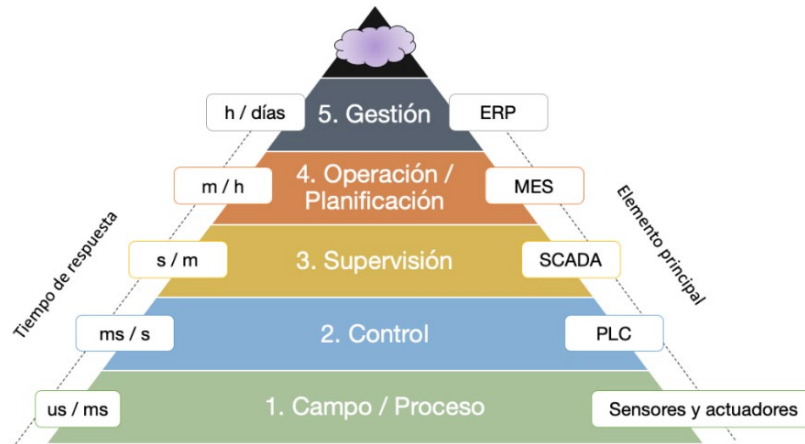 h / días
5. Gestión
ERP
m / h
4. Operación /
Planificación
MES
s / m
3. Supervisión
SCADA
ms / s
2. Control
PLC
us / ms
1. Campo / Proceso
Sensores y actuadores
Tiempo de respuesta
Elemento principal